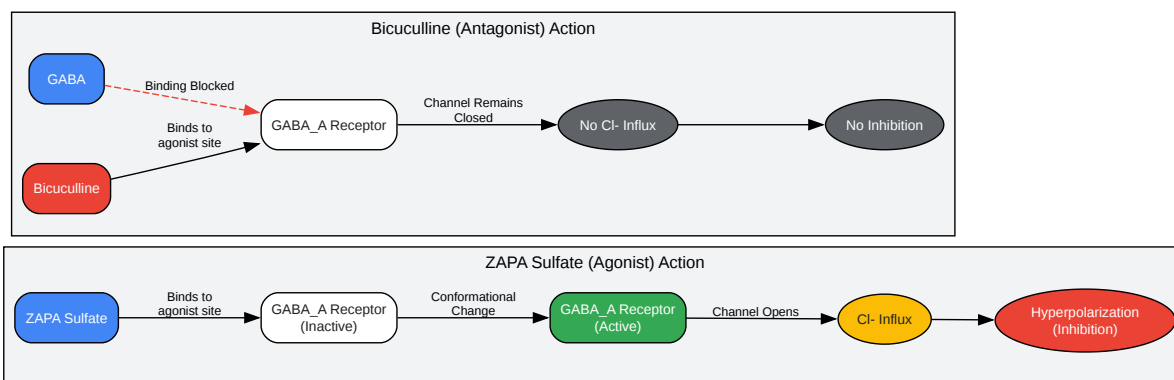 Bicuculline (Antagonist) Action
GABA
Binding Blocked
Binds to
agonist site
Bicuculline
GABA_A Receptor
Channel Remains
Closed
No Cl- Influx
No Inhibition
ZAPA Sulfate (Agonist) Action
ZAPA Sulfate
Binds to
agonist site
GABA_A Receptor
(Inactive)
Conformational
Change
GABA_A Receptor
(Active)
Channel Opens
Cl- Influx
Hyperpolarization
(Inhibition)